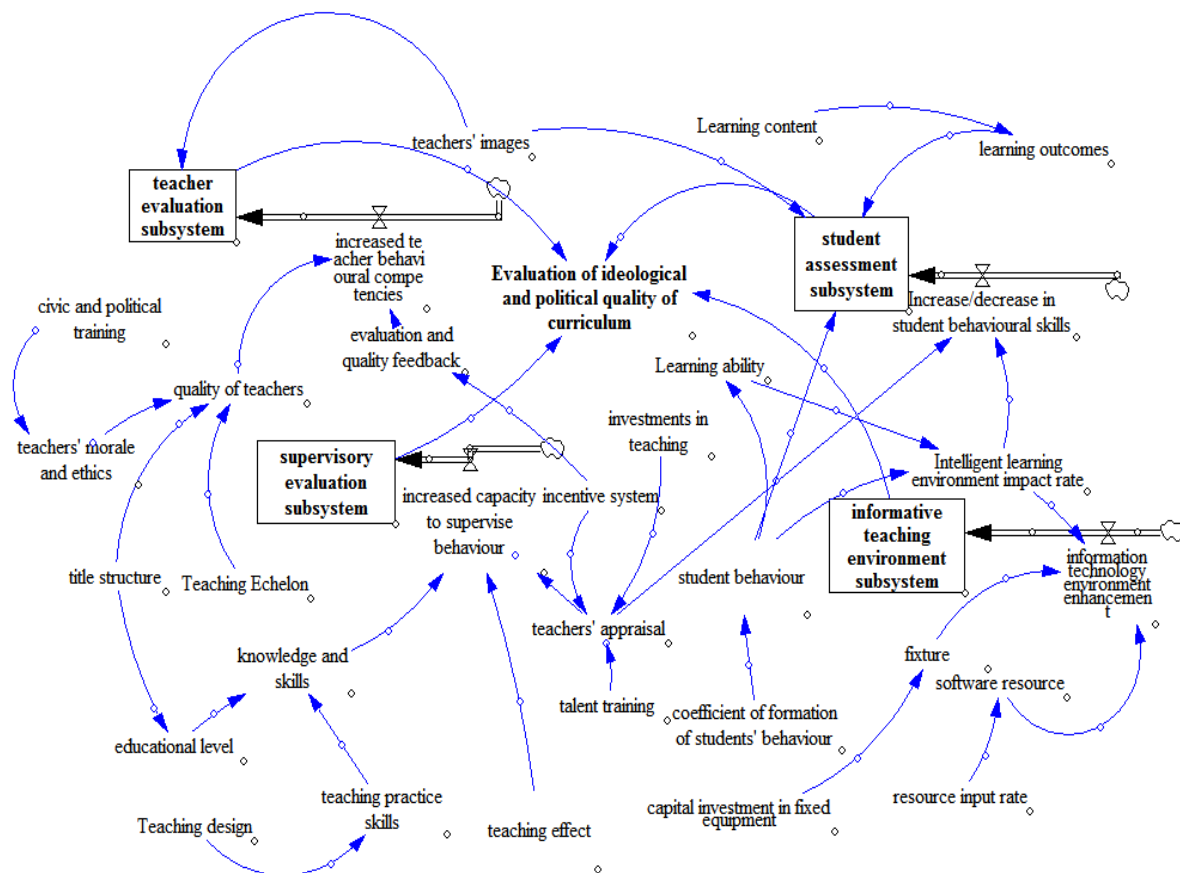 Learning content
teachers' images
learning outcomes
teacher
evaluation
subsystem
student
assessment
subsystem
increased te
acher behavi
oural compe
tencies
Evaluation of ideological
and political quality of
curriculum
Increase/decrease in
student behavioural skills
civic and political
training
evaluation and
quality feedback
Learning ability
quality of teachers
investments in
teaching
teachers' morale
and ethics
supervisory
evaluation
subsystem
Intelligent learning
environment impact rate
increased capacity
to supervise
behaviour
incentive system
informative
teaching
environment
subsystem
title structure
Teaching Echelon
student behaviour
information
technology
environment
enhancemen
t
teachers' appraisal
knowledge and
skills
fixture
software resource
talent training
coefficient of formation
of students' behaviour
educational level
teaching practice
skills
capital investment in fixed
equipment
resource input rate
Teaching design
teaching effect